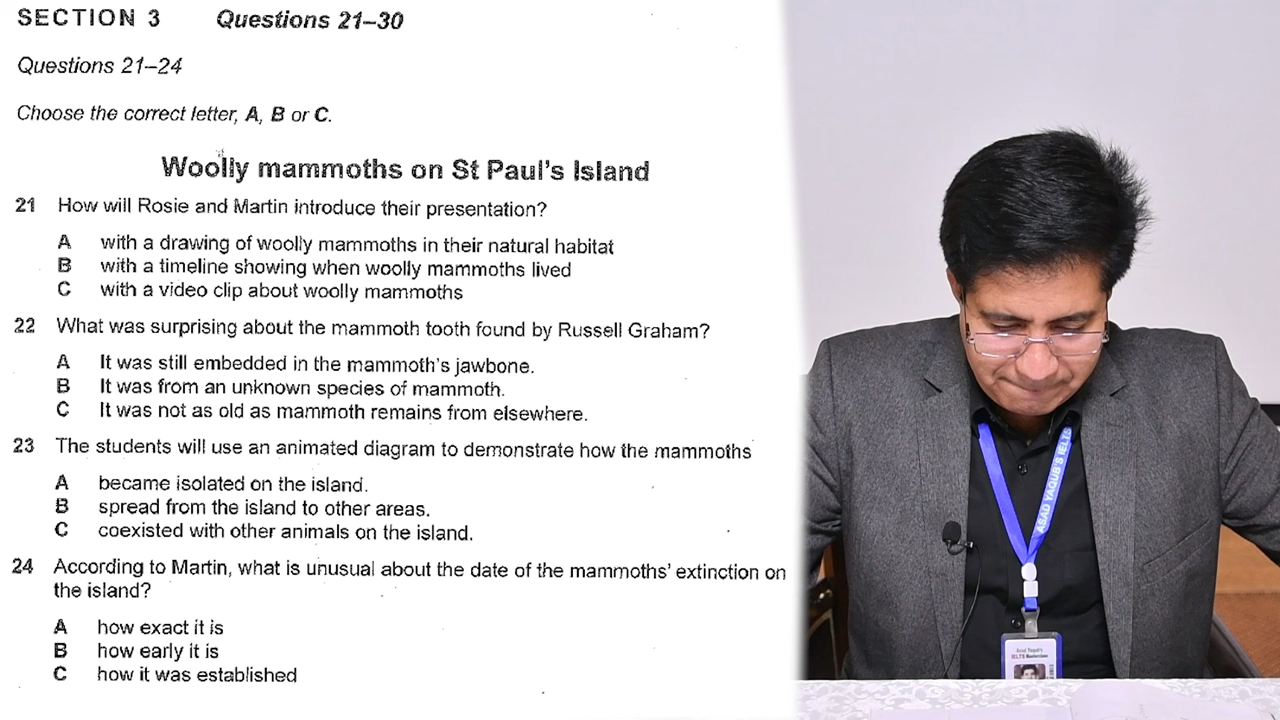 SECTION 3 Questions 21–30
Questions 21–24
Choose the correct letter, A, B or C.
Woolly mammoths on St Paul's Island
21 How will Rosie and Martin introduce their presentation?
A with a drawing of woolly mammoths in their natural habitat
B with a timeline showing when woolly mammoths lived
C with a video clip about woolly mammoths
22 What was surprising about the mammoth tooth found by Russell Graham?
A It was still embedded in the mammoth's jawbone.
B It was from an unknown species of mammoth.
C It was not as old as mammoth remains from elsewhere.
23 The students will use an animated diagram to demonstrate how the mammoths
A became isolated on the island.
B spread from the island to other areas.
C coexisted with other animals on the island.
24 According to Martin, what is unusual about the date of the mammoths' extinction on
the island?
A how exact it is
B how early it is
C how it was established
ASAD YAQUB'S IELTS
Asad Yaqub's
IELTS Masterclass